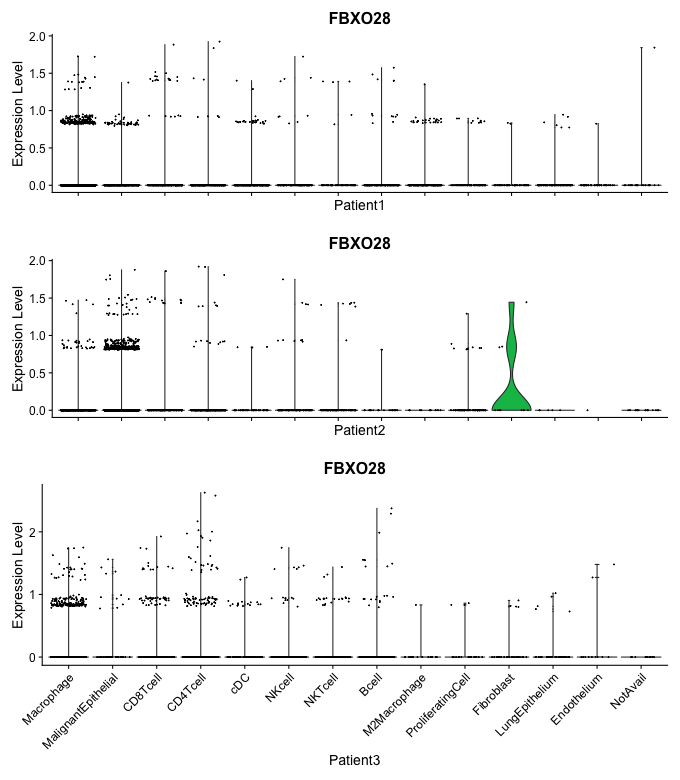 FBXO28
Expression Level
2.0
1.5
1.0
0.5
0.0
Patient1
FBXO28
Expression Level
2.0
1.5
1.0
0.5
0.0
Patient2
FBXO28
Expression Level
2
1
0
Macrophage
MalignantEpithelial
CD8Tcell
CD4Tcell
cDC
NKcell
NKTcell
Bcell
M2Macrophage
ProliferatingCell
Fibroblast
LungEpithelium
Endothelium
NotAvail
Patient3